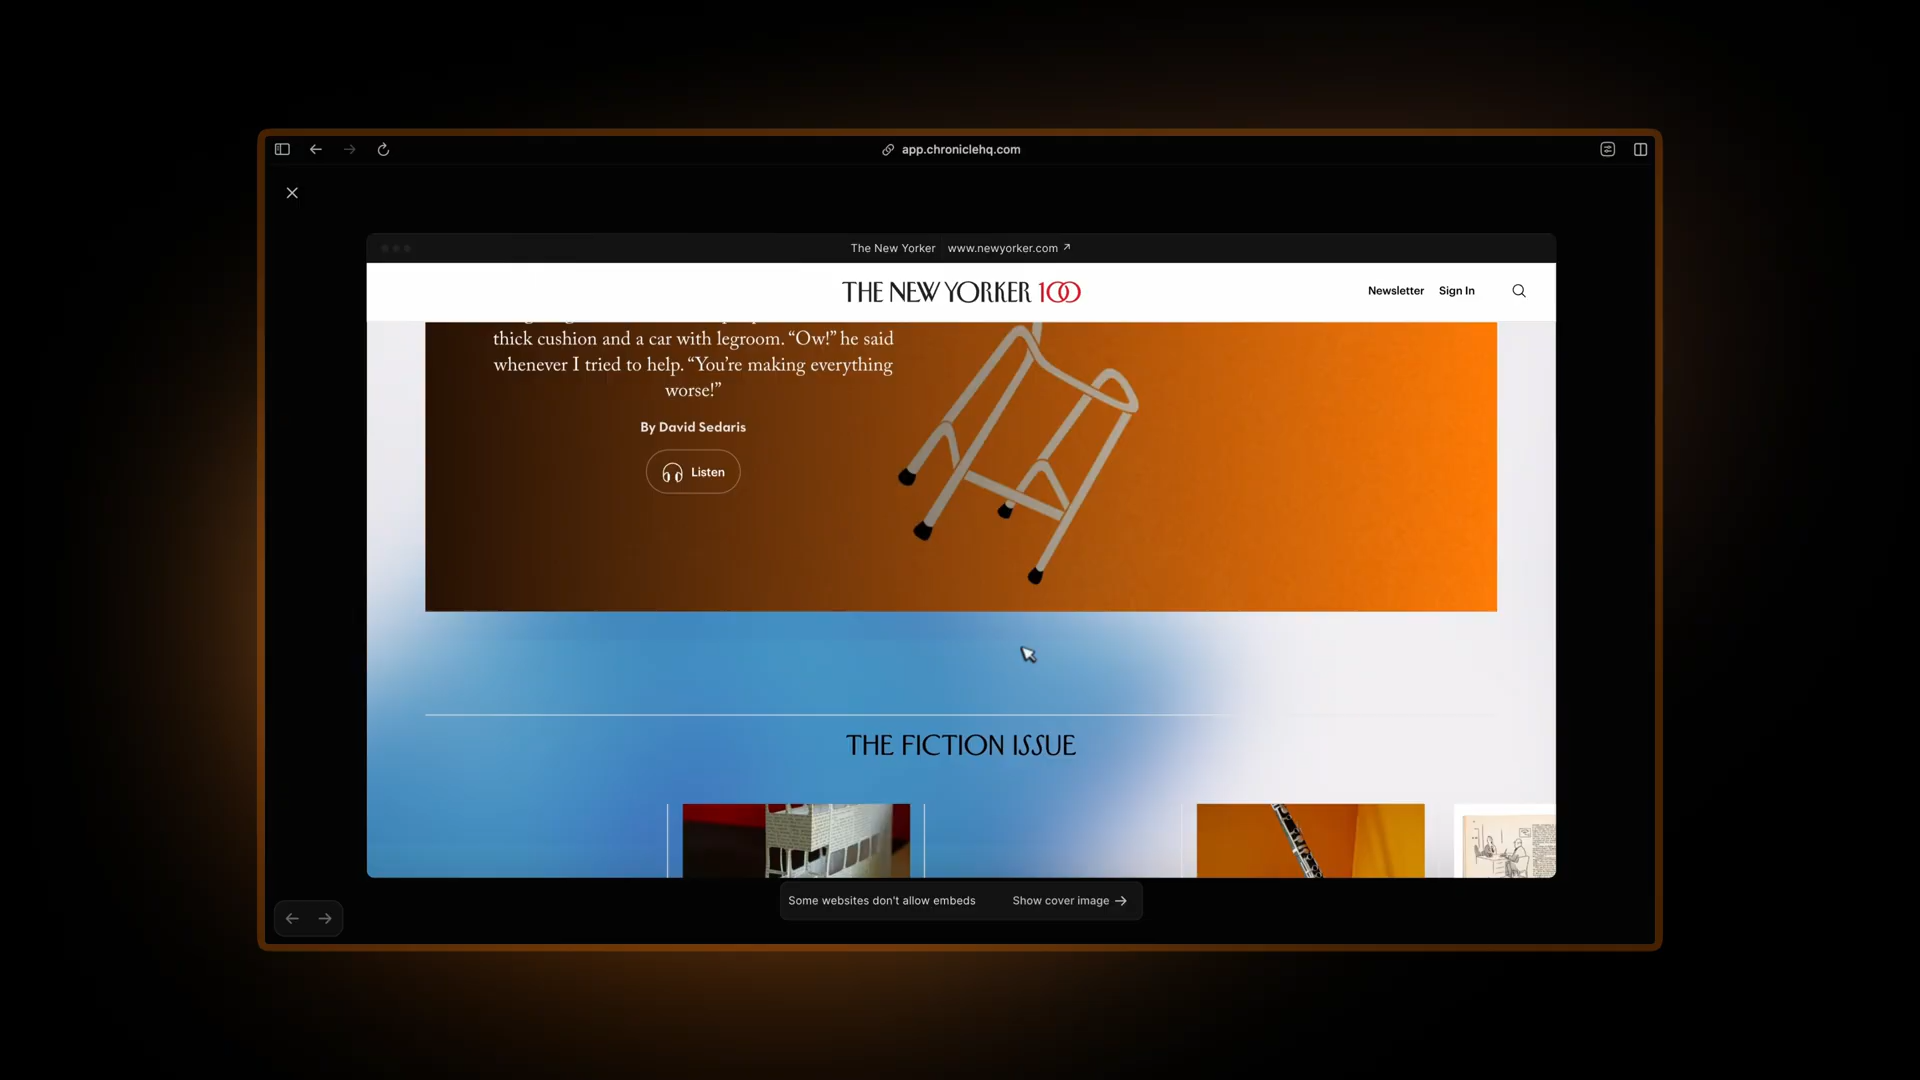 app.chroniclehq.com
The New Yorker www.newyorker.com ↗
THE NEW YORKER 100
Newsletter Sign In
thick cushion and a car with legroom. “Ow!” he said
whenever I tried to help. “You’re making everything
worse!”
By David Sedaris
Listen
THE FICTION ISSUE
Some websites don't allow embeds
Show cover image →